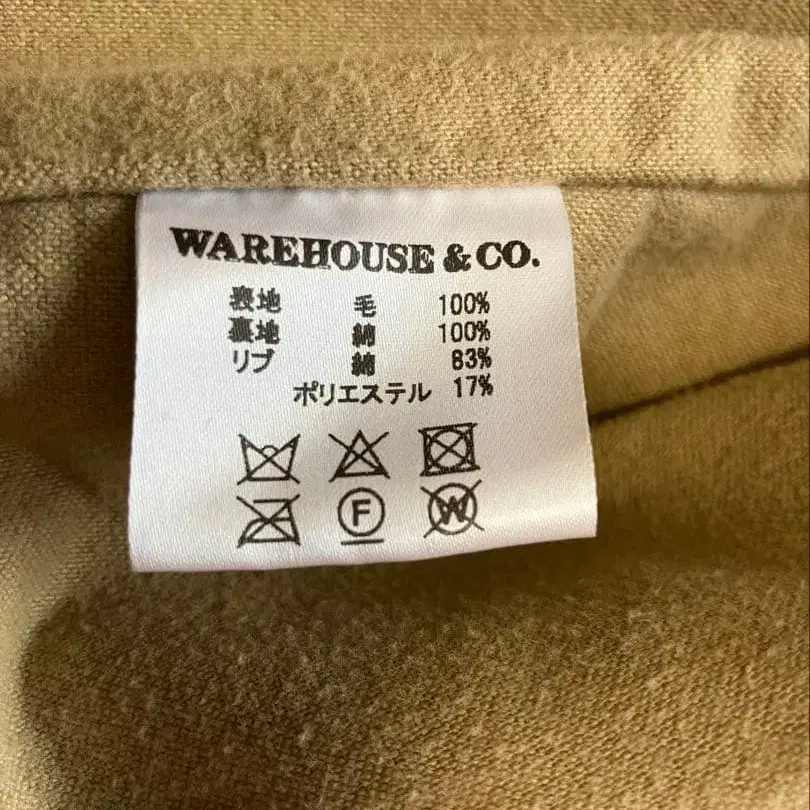 WAREHOUSE & CO.
表地 毛 100%
裏地 綿 100%
リブ 綿 83%
ポリエステル 17%
F
W